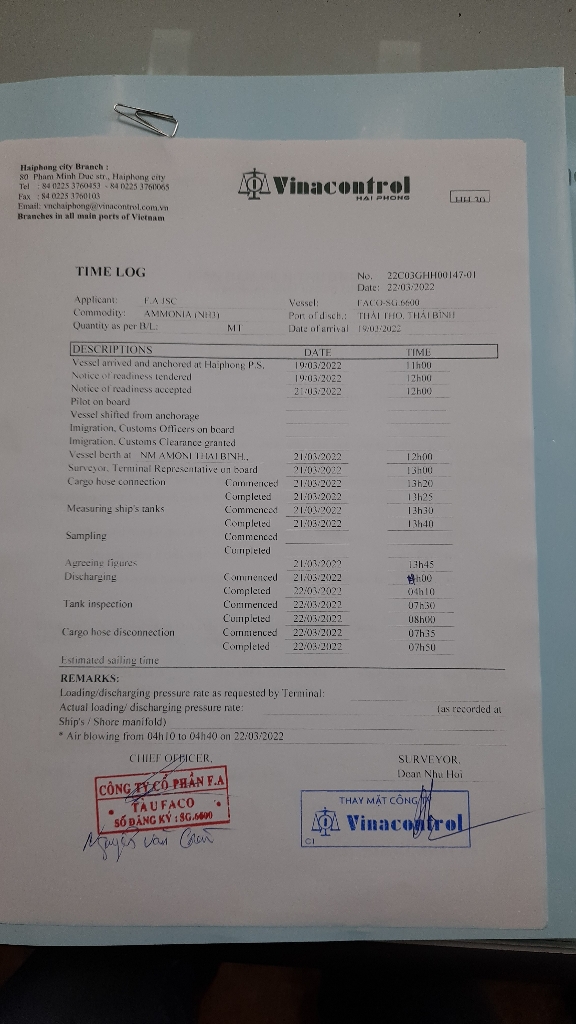 Haiphong city Branch :
80 Pham Minh Duc str., Haiphong city
Tel : 84 0225 3760453 - 84 0225 3760065
Fax : 84 0225 3760103
Email: vnchaiphong@vinacontrol.com.vn
Branches in all main ports of Vietnam
Vinacontrol
HAI PHONG
TIME LOG
No. 22C03GHH00147-01
Date: 22/03/2022
Applicant: F.A JSC Vessel: FACO-SG.6600
Commodity: AMMONIA (NH3) Port of disch.: THÁI THỌ, THÁI BÌNH
Quantity as per B/L: MT Date of arrival 19/03/2022
DESCRIPTIONS DATE TIME
Vessel arrived and anchored at Haiphong P.S. 19/03/2022 11h00
Notice of readiness tendered 19/03/2022 12h00
Notice of readiness accepted 21/03/2022 12h00
Pilot on board
Vessel shifted from anchorage
Imigration, Customs Officers on board
Imigration, Customs Clearance granted
Vessel berth at NM AMONI THAI BINH., 21/03/2022 12h00
Surveyor, Terminal Representative on board 21/03/2022 13h00
Cargo hose connection Commenced 21/03/2022 13h20
Completed 21/03/2022 13h25
Measuring ship's tanks Commenced 21/03/2022 13h30
Completed 21/03/2022 13h40
Sampling Commenced
Completed
Agreeing figures 21/03/2022 13h45
Discharging Commenced 21/03/2022 h00
Completed 22/03/2022 04h10
Tank inspection Commenced 22/03/2022 07h30
Completed 22/03/2022 08h00
Cargo hose disconnection Commenced 22/03/2022 07h35
Completed 22/03/2022 07h50
Estimated sailing time
REMARKS:
Loading/discharging pressure rate as requested by Terminal:
Actual loading/ discharging pressure rate: (as recorded at
Ship's / Shore manifold)
* Air blowing from 04h10 to 04h40 on 22/03/2022
CHIEF OFFICER, SURVEYOR,
Doan Nhu Hoi
CÔNG TY CỔ PHẦN F.A
TÀU FACO
SỐ ĐĂNG KÝ : SG.6600
THAY MẶT CÔNG TY
Vinacontrol
C1
Nguyễn Văn